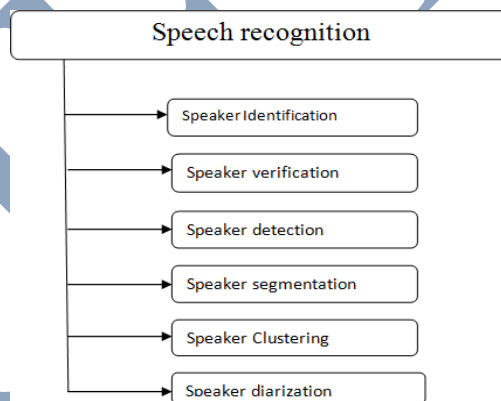 Speech recognition
Speaker Identification
Speaker verification
Speaker detection
Speaker segmentation
Speaker Clustering
Speaker diarization